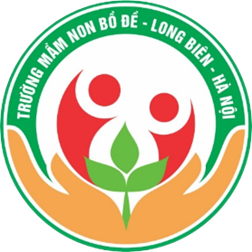 TRƯỜNG MẦM NON BỒ ĐỀ - LONG BIÊN - HÀ NỘI